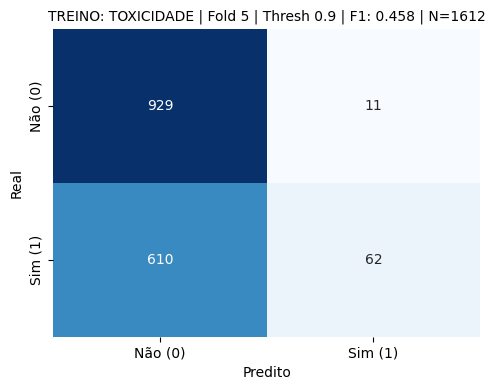 TREINO: TOXICIDADE | Fold 5 | Thresh 0.9 | F1: 0.458 | N=1612
Não (0)
929
11
Real
Sim (1)
610
62
Não (0)
Sim (1)
Predito